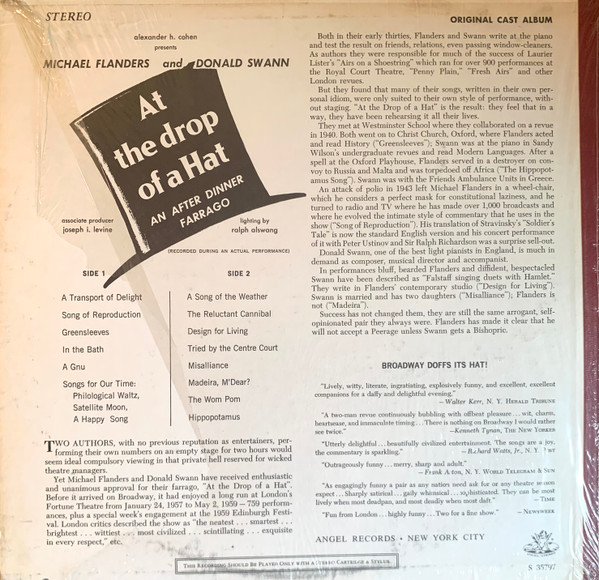 STEREO
ORIGINAL CAST ALBUM
alexander h. cohen
presents
MICHAEL FLANDERS and DONALD SWANN
At
the drop
of a Hat
AN AFTER DINNER
FARRAGO
associate producer
joseph i. levine
lighting by
ralph alswang
(RECORDED DURING AN ACTUAL PERFORMANCE)
SIDE 1
A Transport of Delight
Song of Reproduction
Greensleeves
In the Bath
A Gnu
Songs for Our Time:
Philological Waltz,
Satellite Moon,
A Happy Song
SIDE 2
A Song of the Weather
The Reluctant Cannibal
Design for Living
Tried by the Centre Court
Misalliance
Madeira, M'Dear?
The Wom Pom
Hippopotamus
TWO AUTHORS, with no previous reputation as entertainers, per-
forming their own numbers on an empty stage for two hours would
seem ideal compulsory viewing in that private hell reserved for wicked
theatre managers.
Yet Michael Flanders and Donald Swann have received enthusiastic
and unanimous approval for their farrago, "At the Drop of a Hat."
Before it arrived on Broadway, it had enjoyed a long run at London's
Fortune Theatre from January 24, 1957 to May 2, 1959—759 perform-
ances, plus a special week's engagement at the 1959 Edinburgh Festi-
val. London critics described the show as "the neatest . . . smartest . . .
brightest . . . wittiest . . . most civilized . . . scintillating . . . exquisite
in every respect," etc.
Both in their early thirties, Flanders and Swann write at the piano
and test the result on friends, relations, even passing window-cleaners.
As authors they were responsible for much of the success of Laurier
Lister's "Airs on a Shoestring" which ran for over 900 performances at
the Royal Court Theatre, "Penny Plain," "Fresh Airs" and other
London revues.
But they found that many of their songs, written in their own per-
sonal idiom, were only suited to their own style of performance, with-
out staging. "At the Drop of a Hat" is the result: they feel that in a
way, they have been rehearsing it all their lives.
They met at Westminster School where they collaborated on a revue
in 1940. Both went on to Christ Church, Oxford, where Flanders acted
and read History ("Greensleeves"); Swann was at the piano in Sandy
Wilson's undergraduate revues and read Modern Languages. After a
spell at the Oxford Playhouse, Flanders served in a destroyer on con-
voy to Russia and Malta and was torpedoed off Africa ("The Hippopot-
amus Song"). Swann was with the Friends Ambulance Units in Greece.
An attack of polio in 1943 left Michael Flanders in a wheel-chair,
which he considers a perfect mask for constitutional laziness, and he
turned to radio and TV where he has made over 1,000 broadcasts and
where he evolved the intimate style of commentary that he uses in the
show ("Song of Reproduction"). His translation of Stravinsky's "Soldier's
Tale" is now the standard English version and his concert performance
of it with Peter Ustinov and Sir Ralph Richardson was a surprise sell-out.
Donald Swann, one of the best light pianists in England, is much in
demand as composer, musical director and accompanist.
In performances bluff, bearded Flanders and diffident, bespectacled
Swann have been described as "Falstaff singing duets with Hamlet."
They write in Flanders' contemporary studio ("Design for Living").
Swann is married and has two daughters ("Misalliance"); Flanders is
not ("Madeira").
Success has not changed them, they are still the same arrogant, self-
opinionated pair they always were. Flanders has made it clear that he
will not accept a Peerage unless Swann gets a Bishopric.
BROADWAY DOFFS ITS HAT!
"Lively, witty, literate, ingratiating, explosively funny, and excellent, excellent
companions for a daffy and delightful evening."
—Walter Kerr, N. Y. HERALD TRIBUNE
"A two-man revue continuously bubbling with offbeat pleasure . . . wit, charm,
heartsease, and immaculate timing . . . There is nothing on Broadway I would rather
see twice." —Kenneth Tynan, THE NEW YORKER
"Utterly delightful . . . beautifully civilized entertainment. The songs are a joy,
the commentary is sparkling." —Richard Watts, Jr., N. Y.
"Outrageously funny . . . merry, sharp and adult."
—Frank Aston, N. Y. WORLD TELEGRAM & SUN
"As engagingly funny a pair as any nation need ask for or any theatre season
expect . . . Sharply satirical . . . gaily whimsical . . . sophisticated. They can be most
lively when most deadpan, and most deadly when most daft." —TIME
"Fun from London . . . highly funny . . . Two for a fine show." —NEWSWEEK
ANGEL RECORDS • NEW YORK CITY
S 35797
THIS RECORDING SHOULD BE PLAYED ONLY WITH A STEREO CARTRIDGE & STYLUS.